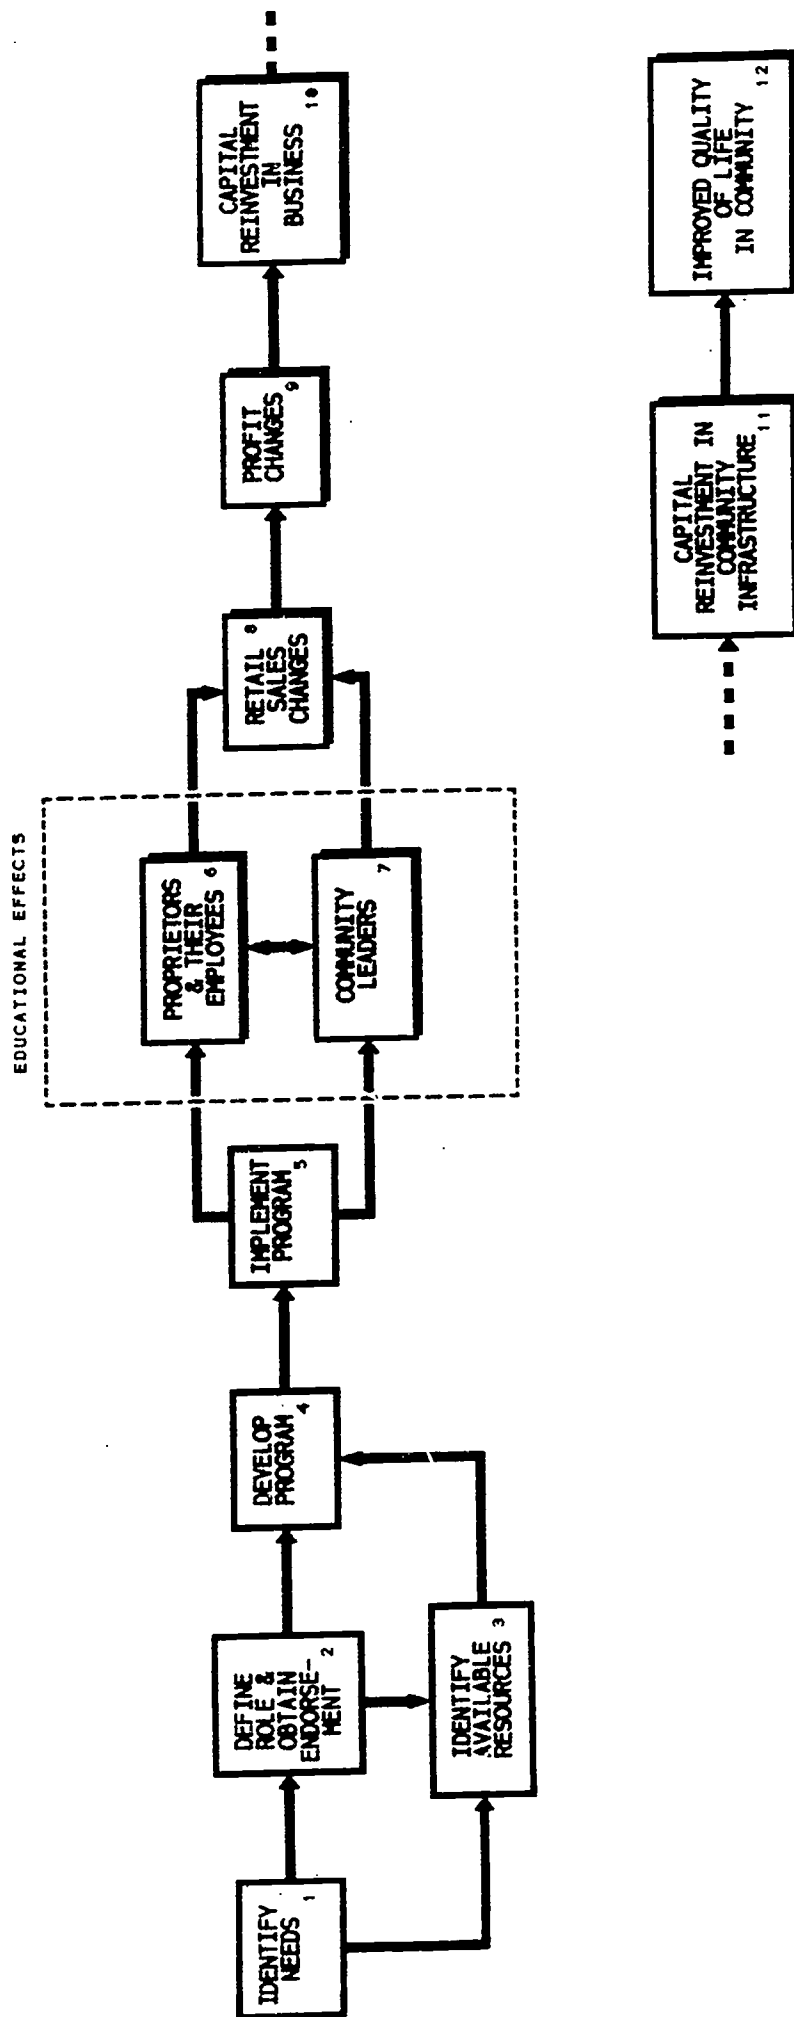 EDUCATIONAL EFFECTS
IDENTIFY
NEEDS
1
DEFINE
ROLE &
OBTAIN
ENDORSE-
MENT
2
IDENTIFY
AVAILABLE
RESOURCES
3
DEVELOP
PROGRAM
4
IMPLEMENT
PROGRAM
5
PROPRIETORS
& THEIR
EMPLOYEES
6
COMMUNITY
LEADERS
7
RETAIL
SALES
CHANGES
8
PROFIT
CHANGES
9
CAPITAL
REINVESTMENT
IN
BUSINESS
10
CAPITAL
REINVESTMENT IN
COMMUNITY
INFRASTRUCTURE
11
IMPROVED QUALITY
OF LIFE
IN COMMUNITY
12